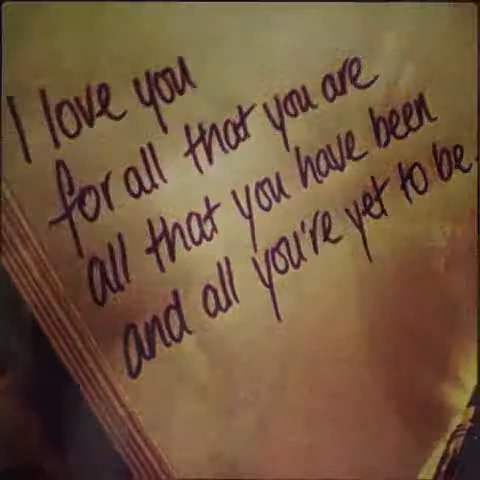 I love you
for all that you are
all that you have been
and all you're yet to be.